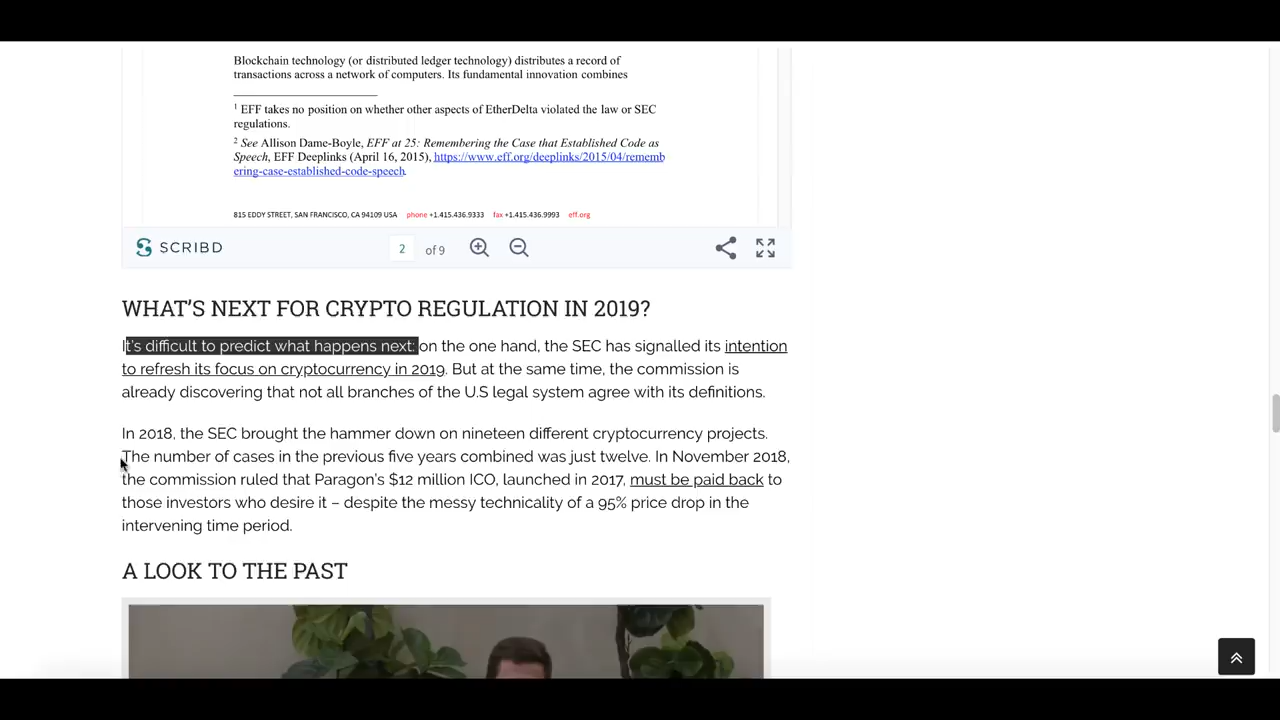 Blockchain technology (or distributed ledger technology) distributes a record of
transactions across a network of computers. Its fundamental innovation combines
1 EFF takes no position on whether other aspects of EtherDelta violated the law or SEC
regulations.
2 See Allison Dame-Boyle, EFF at 25: Remembering the Case that Established Code as
Speech, EFF Deeplinks (April 16, 2015), https://www.eff.org/deeplinks/2015/04/rememb
ering-case-established-code-speech.
815 EDDY STREET, SAN FRANCISCO, CA 94109 USA phone +1.415.436.9333 fax +1.415.436.9993 eff.org
SCRIBD 2 of 9
WHAT'S NEXT FOR CRYPTO REGULATION IN 2019?
It's difficult to predict what happens next: on the one hand, the SEC has signalled its intention
to refresh its focus on cryptocurrency in 2019. But at the same time, the commission is
already discovering that not all branches of the U.S legal system agree with its definitions.
In 2018, the SEC brought the hammer down on nineteen different cryptocurrency projects.
The number of cases in the previous five years combined was just twelve. In November 2018,
the commission ruled that Paragon's $12 million ICO, launched in 2017, must be paid back to
those investors who desire it – despite the messy technicality of a 95% price drop in the
intervening time period.
A LOOK TO THE PAST